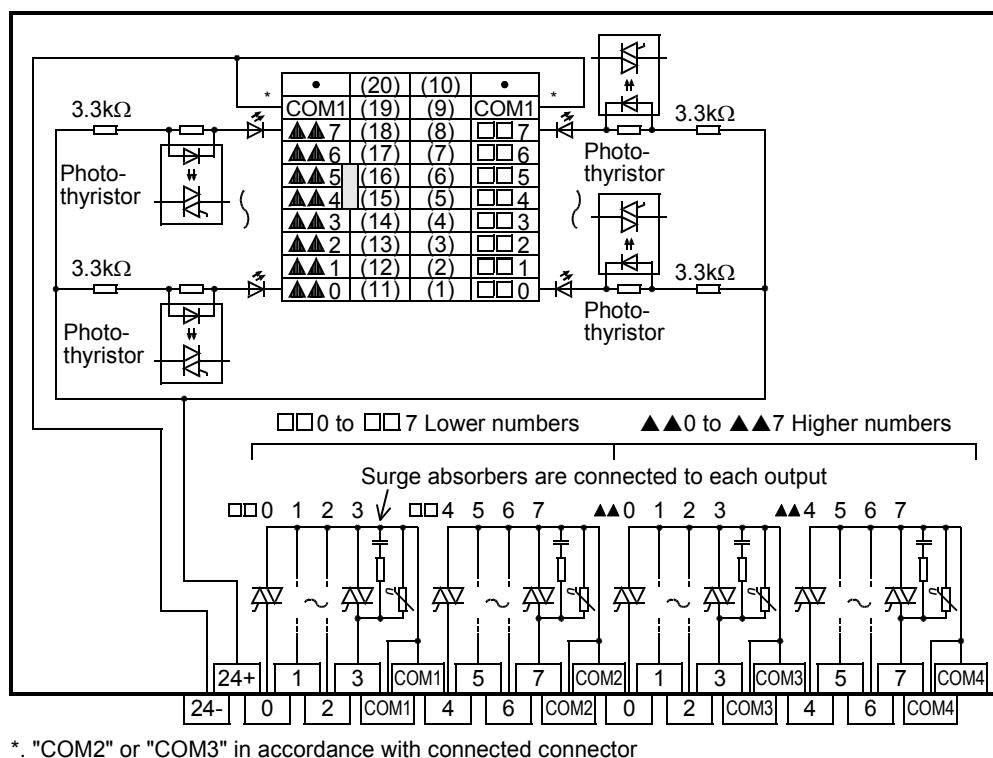 • (20) (10) •
* COM1 (19) (9) COM1 *
3.3kΩ ▲▲7 (18) (8) □□7 3.3kΩ
▲▲6 (17) (7) □□6
▲▲5 (16) (6) □□5
▲▲4 (15) (5) □□4
▲▲3 (14) (4) □□3
▲▲2 (13) (3) □□2
▲▲1 (12) (2) □□1
3.3kΩ ▲▲0 (11) (1) □□0 3.3kΩ
Photo-
thyristor
Photo-
thyristor
Photo-
thyristor
Photo-
thyristor
□□0 to □□7 Lower numbers ▲▲0 to ▲▲7 Higher numbers
Surge absorbers are connected to each output
□□0 1 2 3 □□4 5 6 7 ▲▲0 1 2 3 ▲▲4 5 6 7
24+ 1 3 COM1 5 7 COM2 1 3 COM3 5 7 COM4
24- 0 2 COM1 4 6 COM2 0 2 COM3 4 6 COM4
*. "COM2" or "COM3" in accordance with connected connector